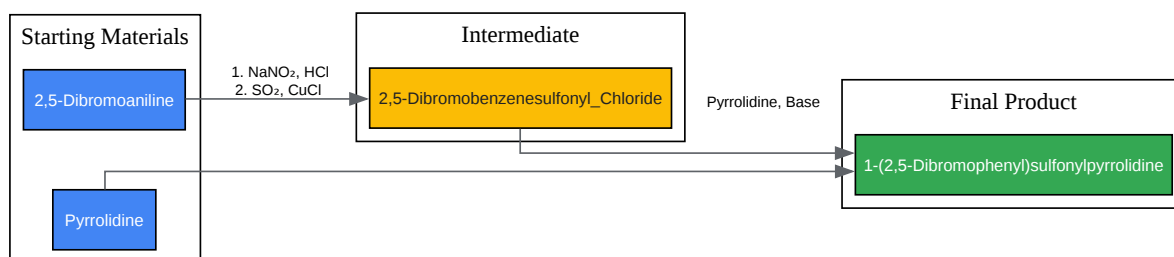 Starting Materials
2,5-Dibromoaniline
Pyrrolidine
1. NaNO₂, HCl
2. SO₂, CuCl
Intermediate
2,5-Dibromobenzenesulfonyl_Chloride
Pyrrolidine, Base
Final Product
1-(2,5-Dibromophenyl)sulfonylpyrrolidine